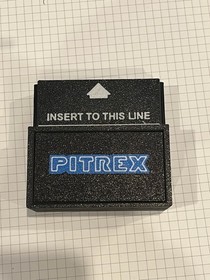 INSERT TO THIS LINE
PITREX